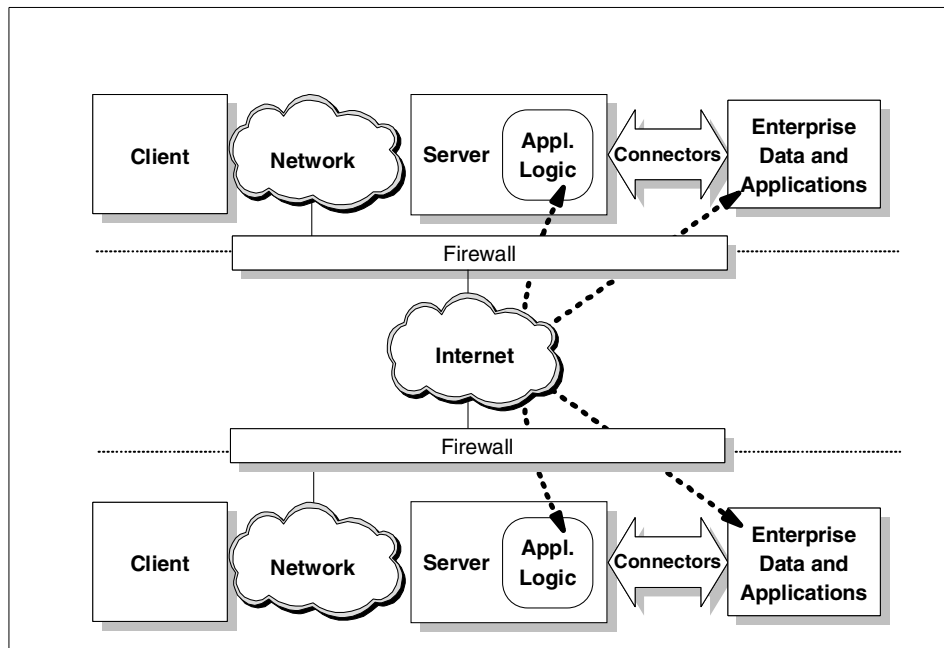 Client
Network
Server
Appl.
Logic
Connectors
Enterprise
Data and
Applications
Firewall
Internet
Firewall
Client
Network
Server
Appl.
Logic
Connectors
Enterprise
Data and
Applications